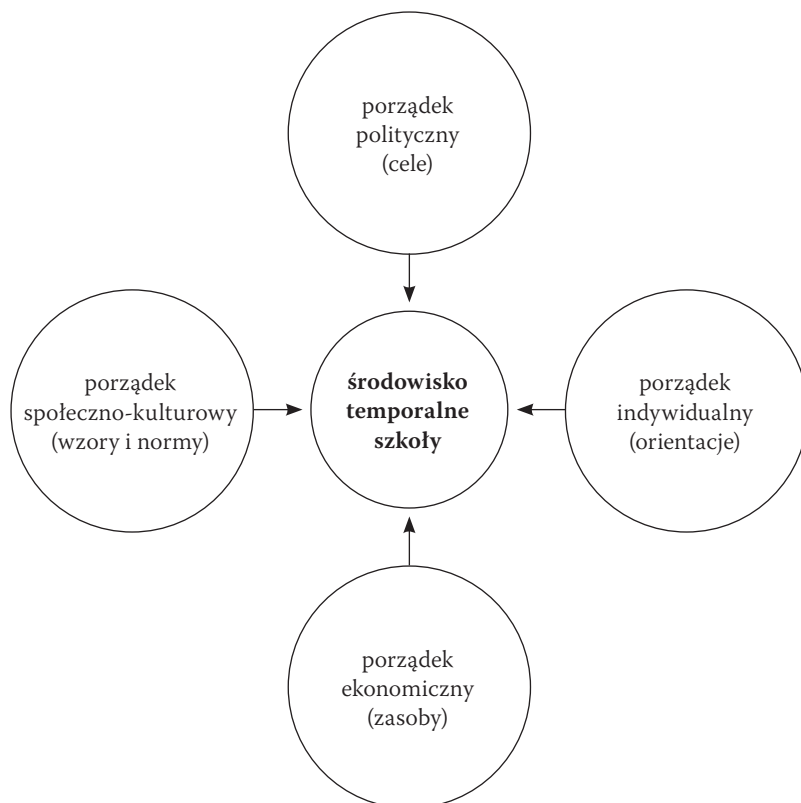 porządek
polityczny
(cele)
porządek
społeczno-kulturowy
(wzory i normy)
środowisko
temporalne
szkoły
porządek
indywidualny
(orientacje)
porządek
ekonomiczny
(zasoby)